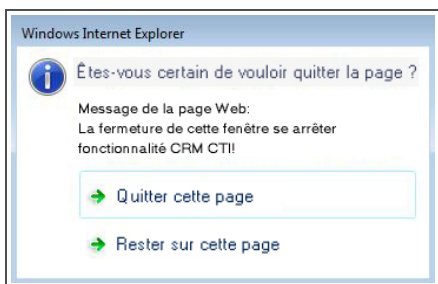 Windows Internet Explorer
Êtes-vous certain de vouloir quitter la page ?
Message de la page Web:
La fermeture de cette fenêtre se arrêter
fonctionnalité CRM CTI!
Quitter cette page
Rester sur cette page